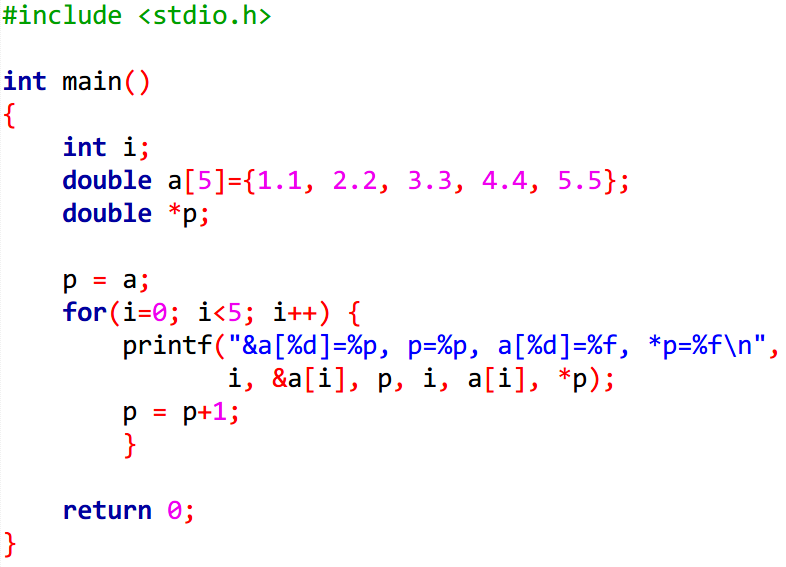 #include <stdio.h>

int main()
{
    int i;
    double a[5]={1.1, 2.2, 3.3, 4.4, 5.5};
    double *p;

    p = a;
    for(i=0; i<5; i++) {
        printf("&a[%d]=%p, p=%p, a[%d]=%f, *p=%f\n",
               i, &a[i], p, i, a[i], *p);
        p = p+1;
        }

    return 0;
}